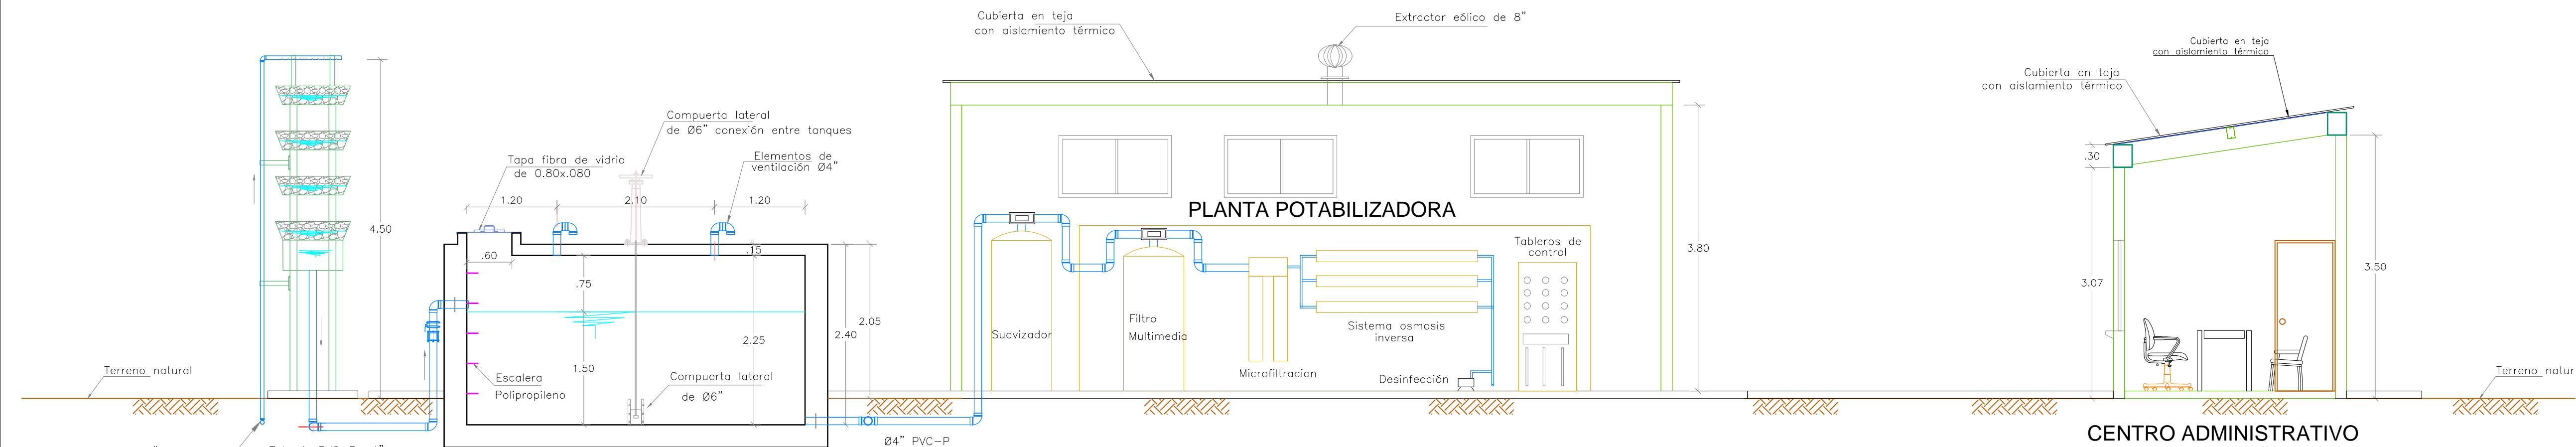 Cubierta en teja
con aislamiento térmico
Extractor eólico de 8"
Cubierta en teja
con aislamiento térmico
Cubierta en teja
con aislamiento térmico
4.50
Compuerta lateral
de Ø6" conexión entre tanques
Tapa fibra de vidrio
de 0.80x.080
Elementos de
ventilación Ø4"
1.20
2.10
1.20
.60
.15
.75
1.50
2.25
2.40
2.05
Escalera
Polipropileno
Compuerta lateral
de Ø6"
Terreno natural
PLANTA POTABILIZADORA
Suavizador
Filtro
Multimedia
Microfiltracion
Sistema osmosis
inversa
Desinfección
Tableros de
control
3.80
.30
3.07
3.50
Terreno natur
Ø4" PVC-P
CENTRO ADMINISTRATIVO